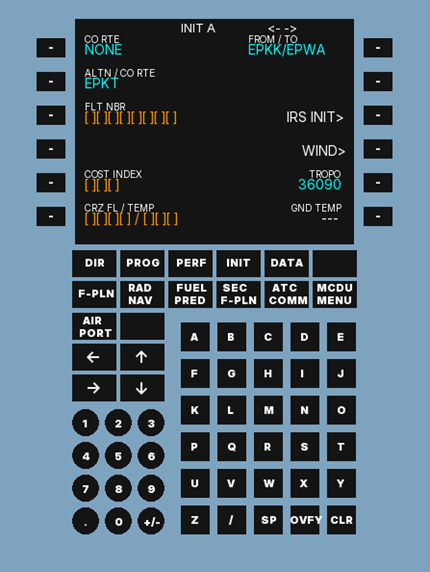 INIT A <- ->
CO RTE FROM / TO
- NONE EPKK/EPWA -
ALTN / CO RTE
- EPKT -
FLT NBR
- [ ][ ][ ][ ][ ][ ][ ][ ] IRS INIT> -
- WIND> -
COST INDEX TROPO
- [ ][ ][ ] 36090 -
CRZ FL / TEMP GND TEMP
- [ ][ ][ ][ ] / [ ][ ][ ] --- -
DIR PROG PERF INIT DATA
F-PLN RAD NAV FUEL PRED SEC F-PLN ATC COMM MCDU MENU
AIR PORT
← ↑
→ ↓
1 2 3
4 5 6
7 8 9
. 0 +/-
A B C D E
F G H I J
K L M N O
P Q R S T
U V W X Y
Z / SP OVFY CLR